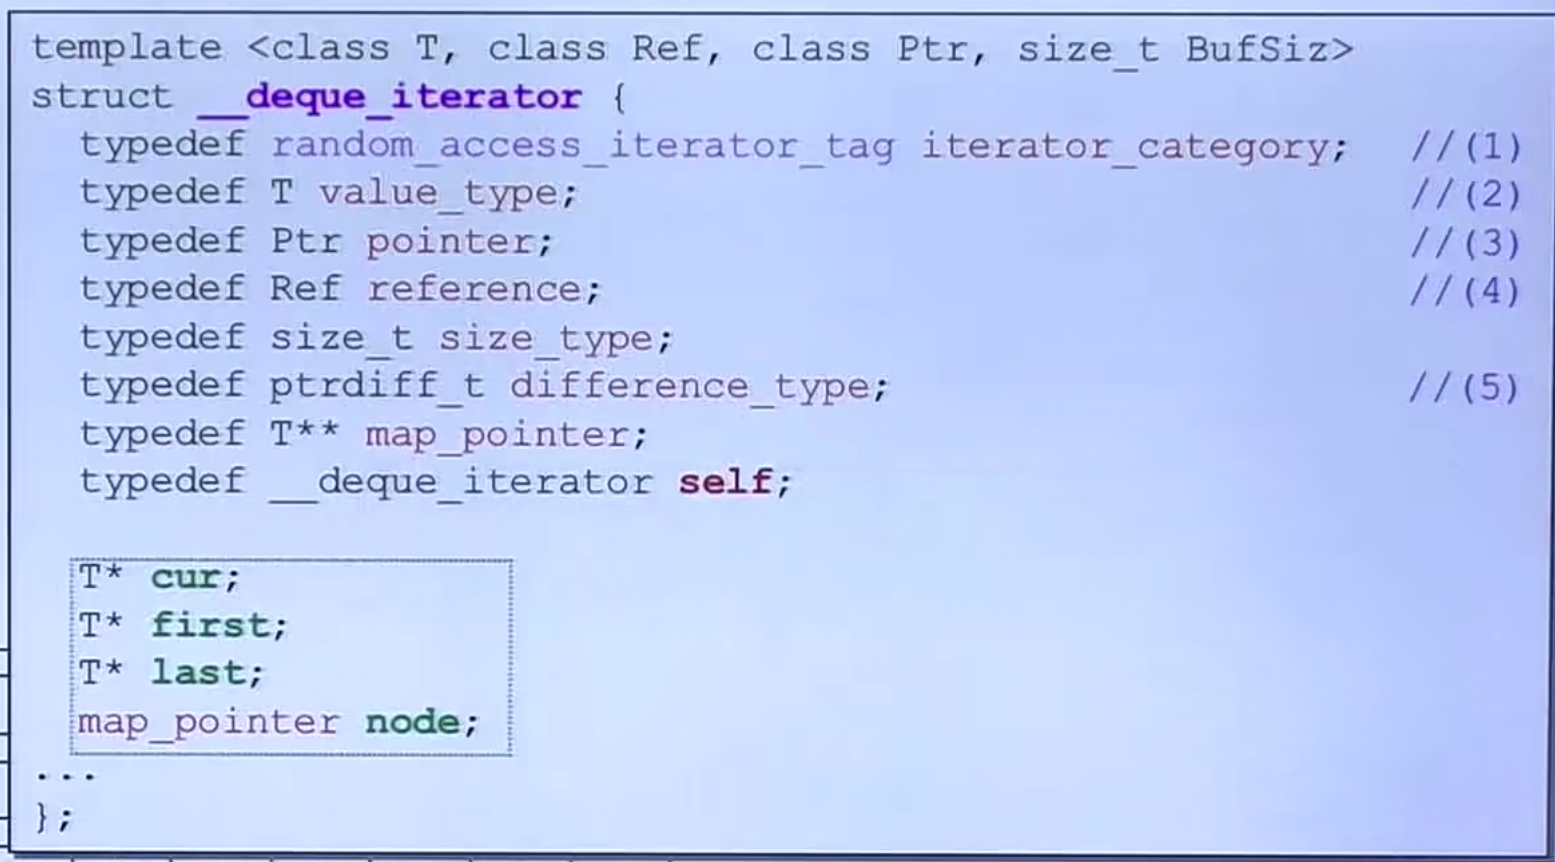 template <class T, class Ref, class Ptr, size_t BufSiz>
struct __deque_iterator {
typedef random_access_iterator_tag iterator_category; //(1)
typedef T value_type; //(2)
typedef Ptr pointer; //(3)
typedef Ref reference; //(4)
typedef size_t size_type;
typedef ptrdiff_t difference_type; //(5)
typedef T** map_pointer;
typedef __deque_iterator self;
T* cur;
T* first;
T* last;
map_pointer node;
...
};